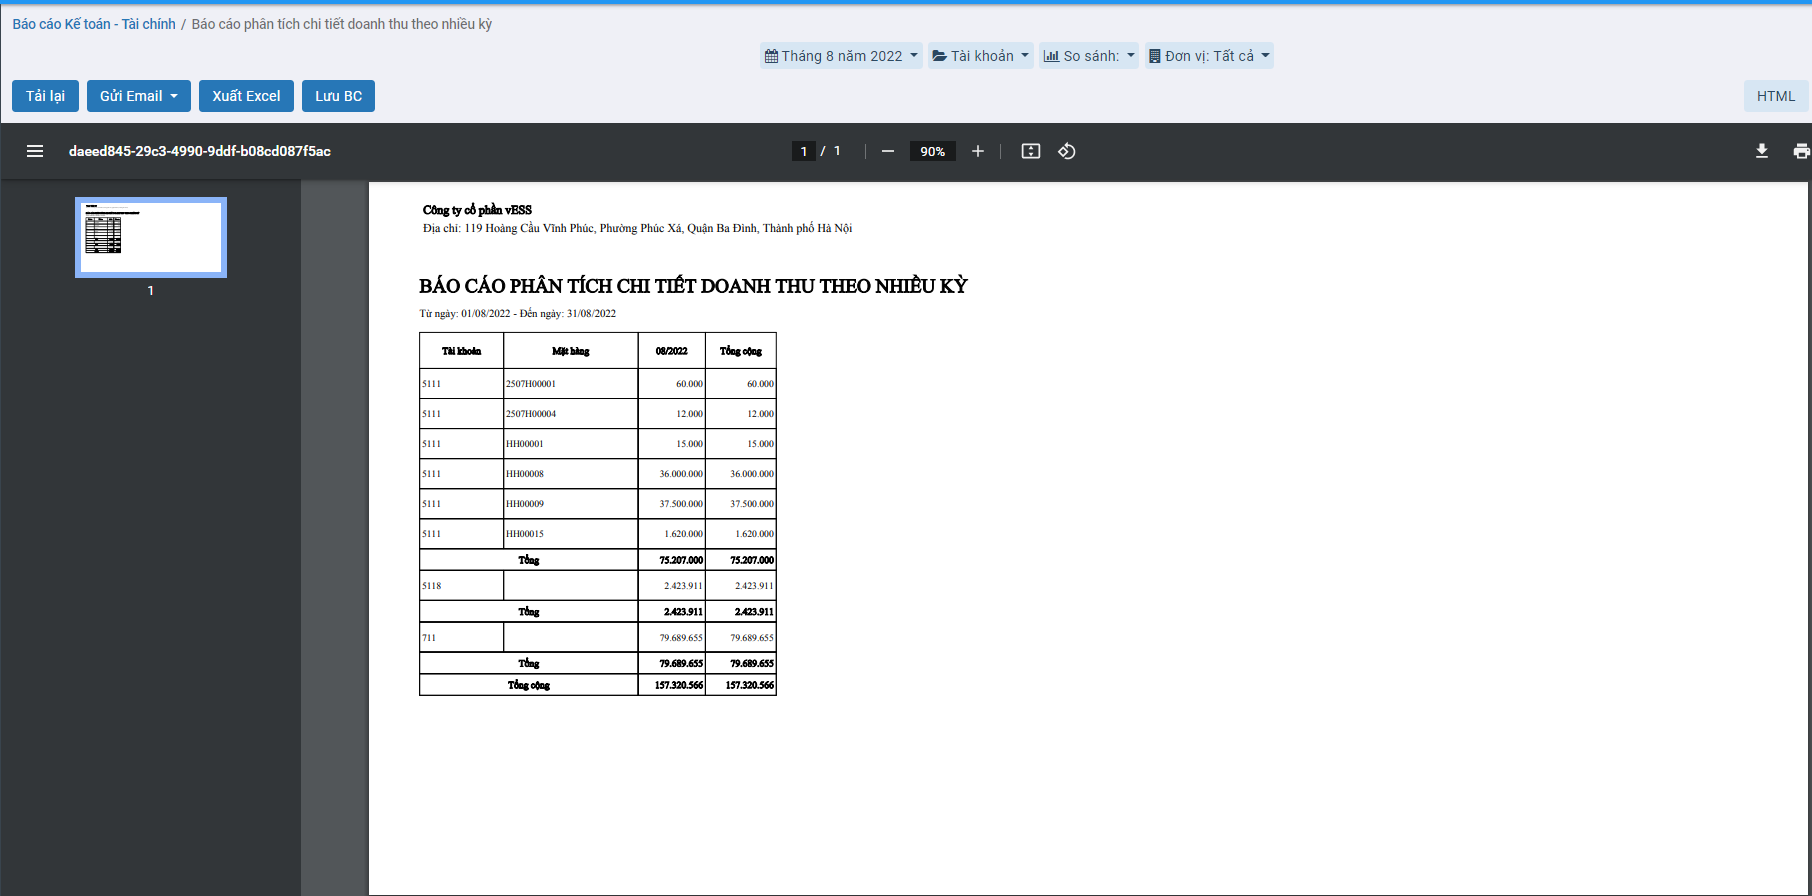 Báo cáo Kế toán - Tài chính / Báo cáo phân tích chi tiết doanh thu theo nhiều kỳ
Tháng 8 năm 2022 Tài khoản So sánh: Đơn vị: Tất cả
Tải lại Gửi Email Xuất Excel Lưu BC HTML
daeed845-29c3-4990-9ddf-b08cd087f5ac 1 / 1 90%
1
Công ty cổ phần vESS
Địa chỉ: 119 Hoàng Cầu Vĩnh Phúc, Phường Phúc Xá, Quận Ba Đình, Thành phố Hà Nội
BÁO CÁO PHÂN TÍCH CHI TIẾT DOANH THU THEO NHIỀU KỲ
Từ ngày: 01/08/2022 - Đến ngày: 31/08/2022
Tài khoản Mặt hàng 08/2022 Tổng cộng
5111 2507H00001 60.000 60.000
5111 2507H00004 12.000 12.000
5111 HH00001 15.000 15.000
5111 HH00008 36.000.000 36.000.000
5111 HH00009 37.500.000 37.500.000
5111 HH00015 1.620.000 1.620.000
Tổng 75.207.000 75.207.000
5118 2.423.911 2.423.911
Tổng 2.423.911 2.423.911
711 79.689.655 79.689.655
Tổng 79.689.655 79.689.655
Tổng cộng 157.320.566 157.320.566